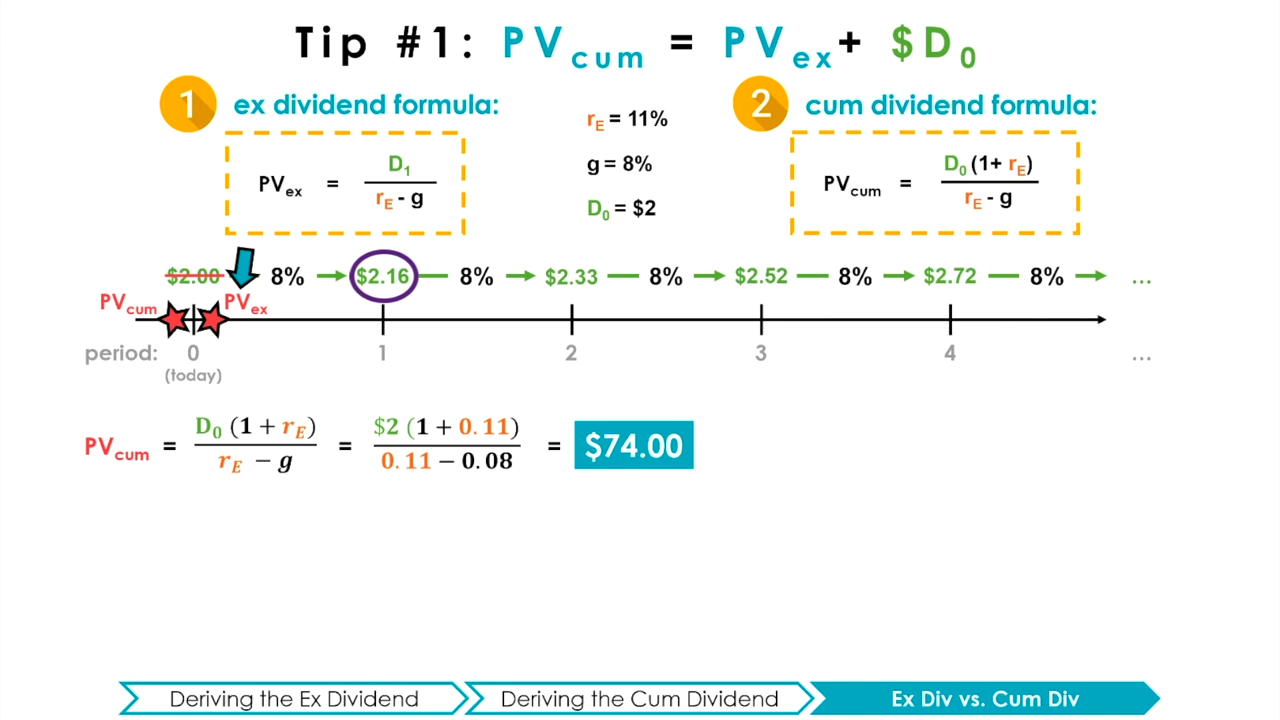 Tip #1: PVcum = PVex + $D0
1 ex dividend formula:
2 cum dividend formula:
rE = 11%
g = 8%
D0 = $2
PVex = D1 / rE - g
PVcum = D0 (1+ rE) / rE - g
$2.00 8% $2.16 8% $2.33 8% $2.52 8% $2.72 8% ...
PVcum PVex
period: 0 1 2 3 4 ...
(today)
PVcum = D0 (1 + rE) / rE − g = $2 (1 + 0.11) / 0.11 − 0.08 = $74.00
Deriving the Ex Dividend Deriving the Cum Dividend Ex Div vs. Cum Div